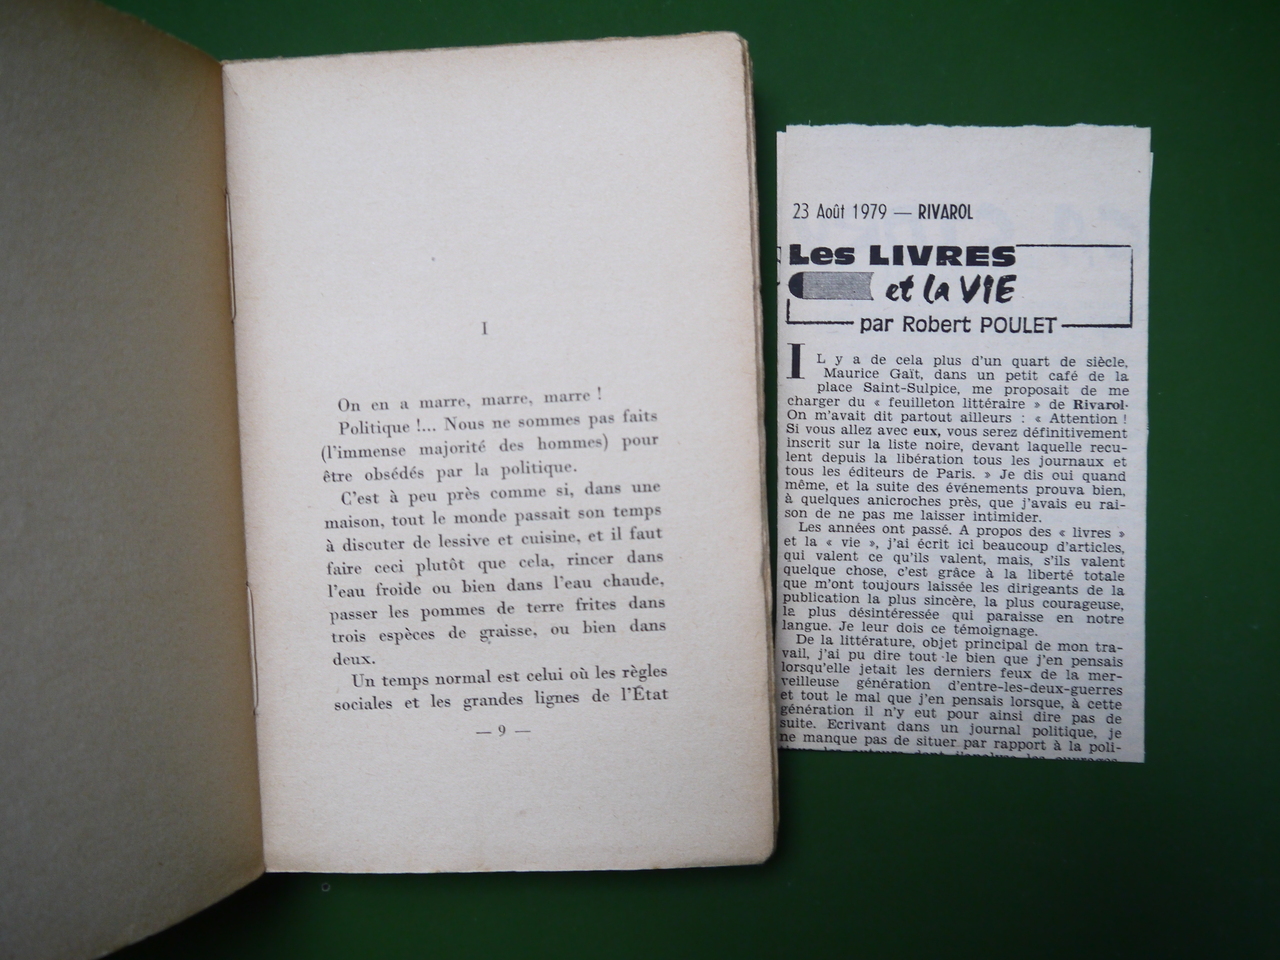 I
On en a marre, marre, marre !
Politique !... Nous ne sommes pas faits
(l'immense majorité des hommes) pour
être obsédés par la politique.
C'est à peu près comme si, dans une
maison, tout le monde passait son temps
à discuter de lessive et cuisine, et il faut
faire ceci plutôt que cela, rincer dans
l'eau froide ou bien dans l'eau chaude,
passer les pommes de terre frites dans
trois espèces de graisse, ou bien dans
deux.
Un temps normal est celui où les règles
sociales et les grandes lignes de l'État
— 9 —
23 Août 1979 — RIVAROL
Les LIVRES
et la VIE
par Robert POULET
IL y a de cela plus d'un quart de siècle,
Maurice Gaït, dans un petit café de la
place Saint-Sulpice, me proposait de me
charger du « feuilleton littéraire » de Rivarol.
On m'avait dit partout ailleurs : « Attention !
Si vous allez avec eux, vous serez définitivement
inscrit sur la liste noire, devant laquelle recu-
lent depuis la libération tous les journaux et
tous les éditeurs de Paris. » Je dis oui quand
même, et la suite des événements prouva bien,
à quelques anicroches près, que j'avais eu rai-
son de ne pas me laisser intimider.
Les années ont passé. A propos des « livres »
et la « vie », j'ai écrit ici beaucoup d'articles,
qui valent ce qu'ils valent, mais, s'ils valent
quelque chose, c'est grâce à la liberté totale
que m'ont toujours laissée les dirigeants de la
publication la plus sincère, la plus courageuse,
la plus désintéressée qui paraisse en notre
langue. Je leur dois ce témoignage.
De la littérature, objet principal de mon tra-
vail, j'ai pu dire tout le bien que j'en pensais
lorsqu'elle jetait les derniers feux de la mer-
veilleuse génération d'entre-les-deux-guerres
et tout le mal que j'en pensais lorsque, à cette
génération il n'y eut pour ainsi dire pas de
suite. Ecrivant dans un journal politique, je
ne manque pas de situer par rapport à la poli-